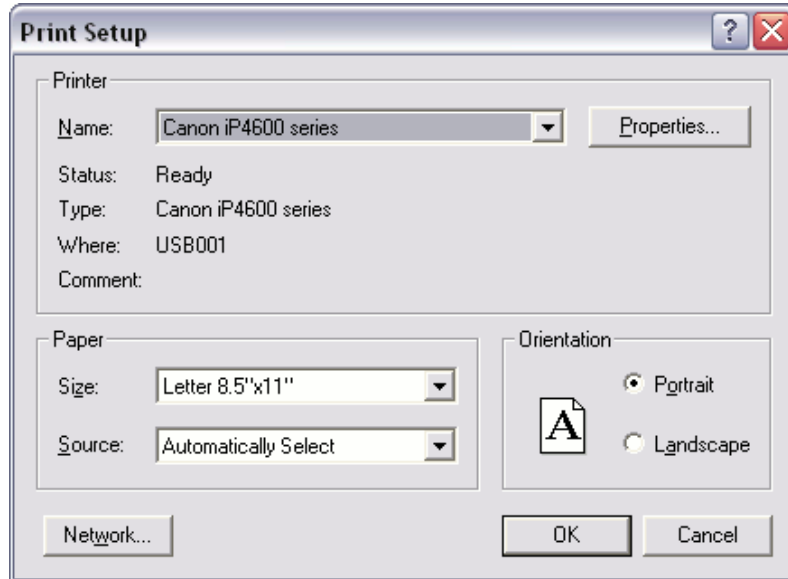 Print Setup
Printer
Name: Canon iP4600 series Properties...
Status: Ready
Type: Canon iP4600 series
Where: USB001
Comment:
Paper
Size: Letter 8.5"x11"
Source: Automatically Select
Orientation
A
Portrait
Landscape
Network... OK Cancel